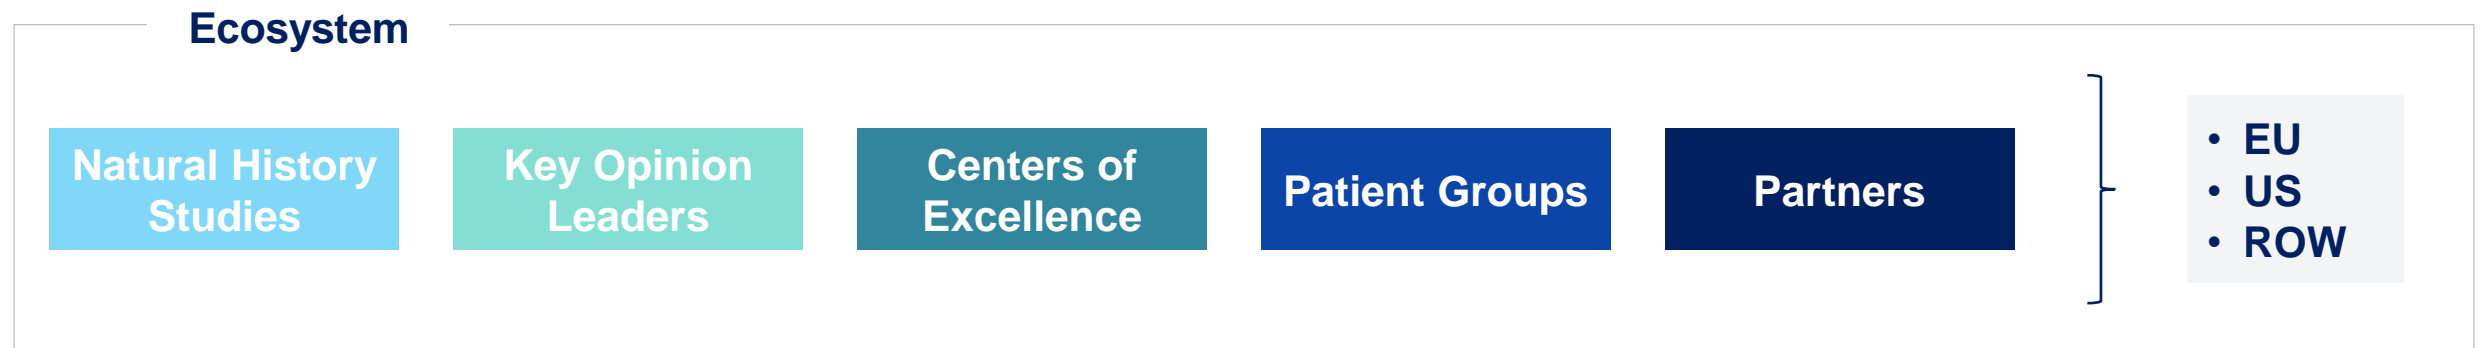 Ecosystem
Natural History
Studies
Key Opinion
Leaders
Centers of
Excellence
Patient Groups
Partners
• EU
• US
• ROW